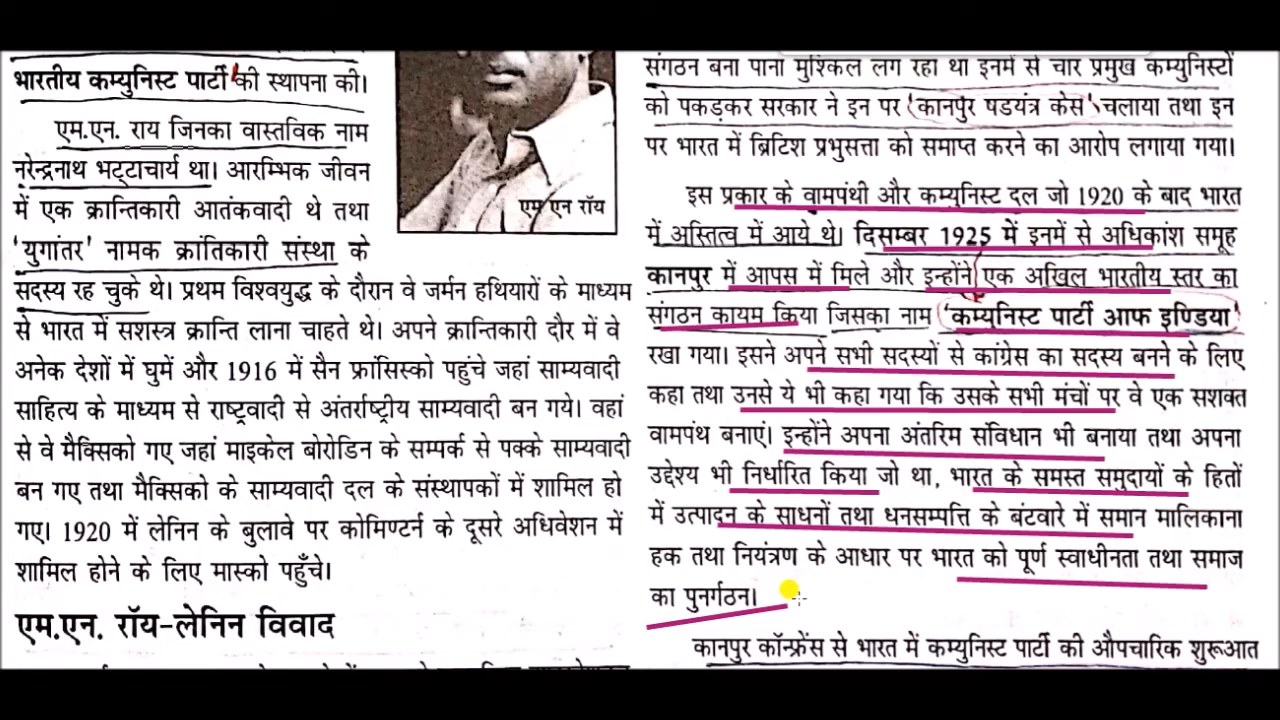 भारतीय कम्युनिस्ट पार्टी की स्थापना की।
एम.एन. राय जिनका वास्तविक नाम
नरेन्द्रनाथ भट्टाचार्य था। आरम्भिक जीवन
में एक क्रान्तिकारी आतंकवादी थे तथा
'युगांतर' नामक क्रांतिकारी संस्था के
सदस्य रह चुके थे। प्रथम विश्वयुद्ध के दौरान वे जर्मन हथियारों के माध्यम
से भारत में सशस्त्र क्रान्ति लाना चाहते थे। अपने क्रान्तिकारी दौर में वे
अनेक देशों में घुमें और 1916 में सैन फ्रांसिस्को पहुंचे जहां साम्यवादी
साहित्य के माध्यम से राष्ट्रवादी से अंतर्राष्ट्रीय साम्यवादी बन गये। वहां
से वे मैक्सिको गए जहां माइकेल बोरोडिन के सम्पर्क से पक्के साम्यवादी
बन गए तथा मैक्सिको के साम्यवादी दल के संस्थापकों में शामिल हो
गए। 1920 में लेनिन के बुलावे पर कोमिण्टर्न के दूसरे अधिवेशन में
शामिल होने के लिए मास्को पहुँचे।
एम.एन. रॉय-लेनिन विवाद
एम एन रॉय
संगठन बना पाना मुश्किल लग रहा था इनमें से चार प्रमुख कम्युनिस्टों
को पकड़कर सरकार ने इन पर 'कानपुर षडयंत्र केस' चलाया तथा इन
पर भारत में ब्रिटिश प्रभुसत्ता को समाप्त करने का आरोप लगाया गया।
इस प्रकार के वामपंथी और कम्युनिस्ट दल जो 1920 के बाद भारत
में अस्तित्व में आये थे। दिसम्बर 1925 में इनमें से अधिकांश समूह
कानपुर में आपस में मिले और इन्होंने एक अखिल भारतीय स्तर का
संगठन कायम किया जिसका नाम 'कम्युनिस्ट पार्टी आफ इण्डिया'
रखा गया। इसने अपने सभी सदस्यों से कांग्रेस का सदस्य बनने के लिए
कहा तथा उनसे ये भी कहा गया कि उसके सभी मंचों पर वे एक सशक्त
वामपंथ बनाएं। इन्होंने अपना अंतरिम संविधान भी बनाया तथा अपना
उद्देश्य भी निर्धारित किया जो था, भारत के समस्त समुदायों के हितों
में उत्पादन के साधनों तथा धनसम्पत्ति के बंटवारे में समान मालिकाना
हक तथा नियंत्रण के आधार पर भारत को पूर्ण स्वाधीनता तथा समाज
का पुनर्गठन।
कानपुर कॉन्फ्रेंस से भारत में कम्युनिस्ट पार्टी की औपचारिक शुरूआत